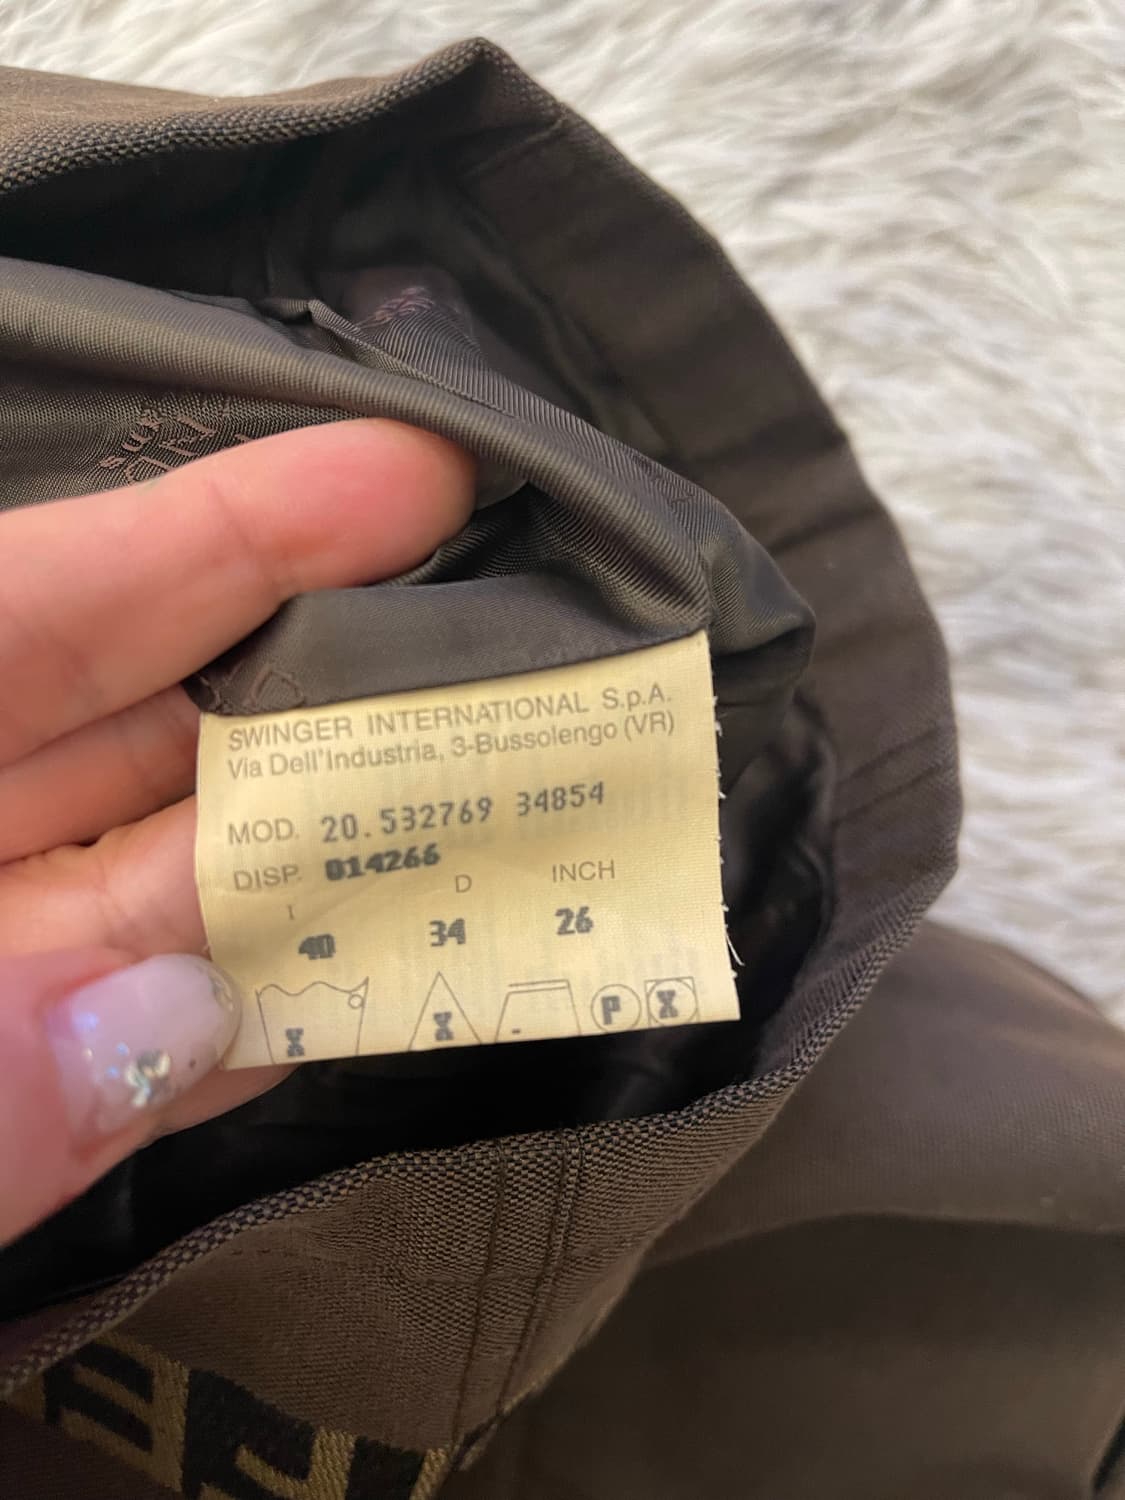 SWINGER INTERNATIONAL S.p.A.
Via Dell'Industria, 3-Bussolengo (VR)
MOD. 20.532769 34854
DISP. 014266
I D INCH
40 34 26
X X P X